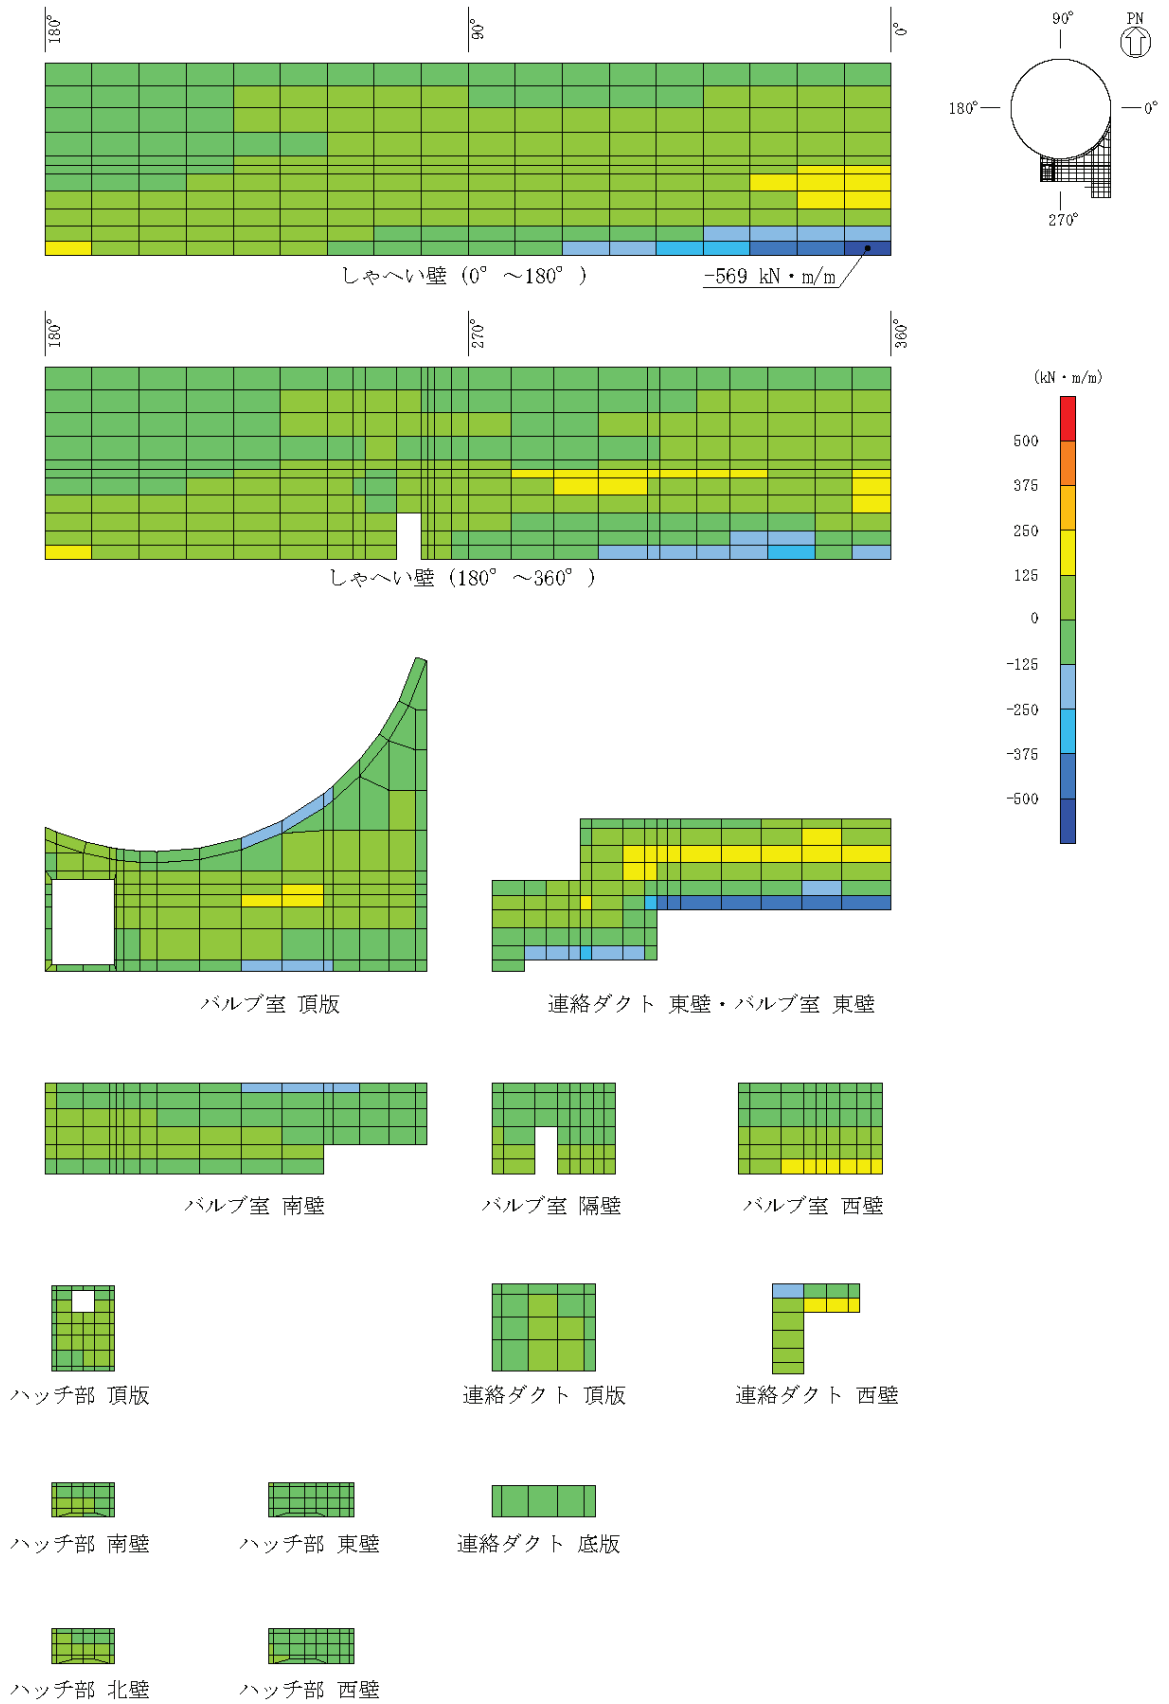 180°
90°
0°
90°
PN
180°
0°
270°
しゃへい壁 (0° ～180° )
-569 kN・m/m
180°
270°
360°
しゃへい壁 (180° ～360° )
(kN・m/m)
500
375
250
125
0
-125
-250
-375
-500
バルブ室 頂版
連絡ダクト 東壁・バルブ室 東壁
バルブ室 南壁
バルブ室 隔壁
バルブ室 西壁
ハッチ部 頂版
連絡ダクト 頂版
連絡ダクト 西壁
ハッチ部 南壁
ハッチ部 東壁
連絡ダクト 底版
ハッチ部 北壁
ハッチ部 西壁